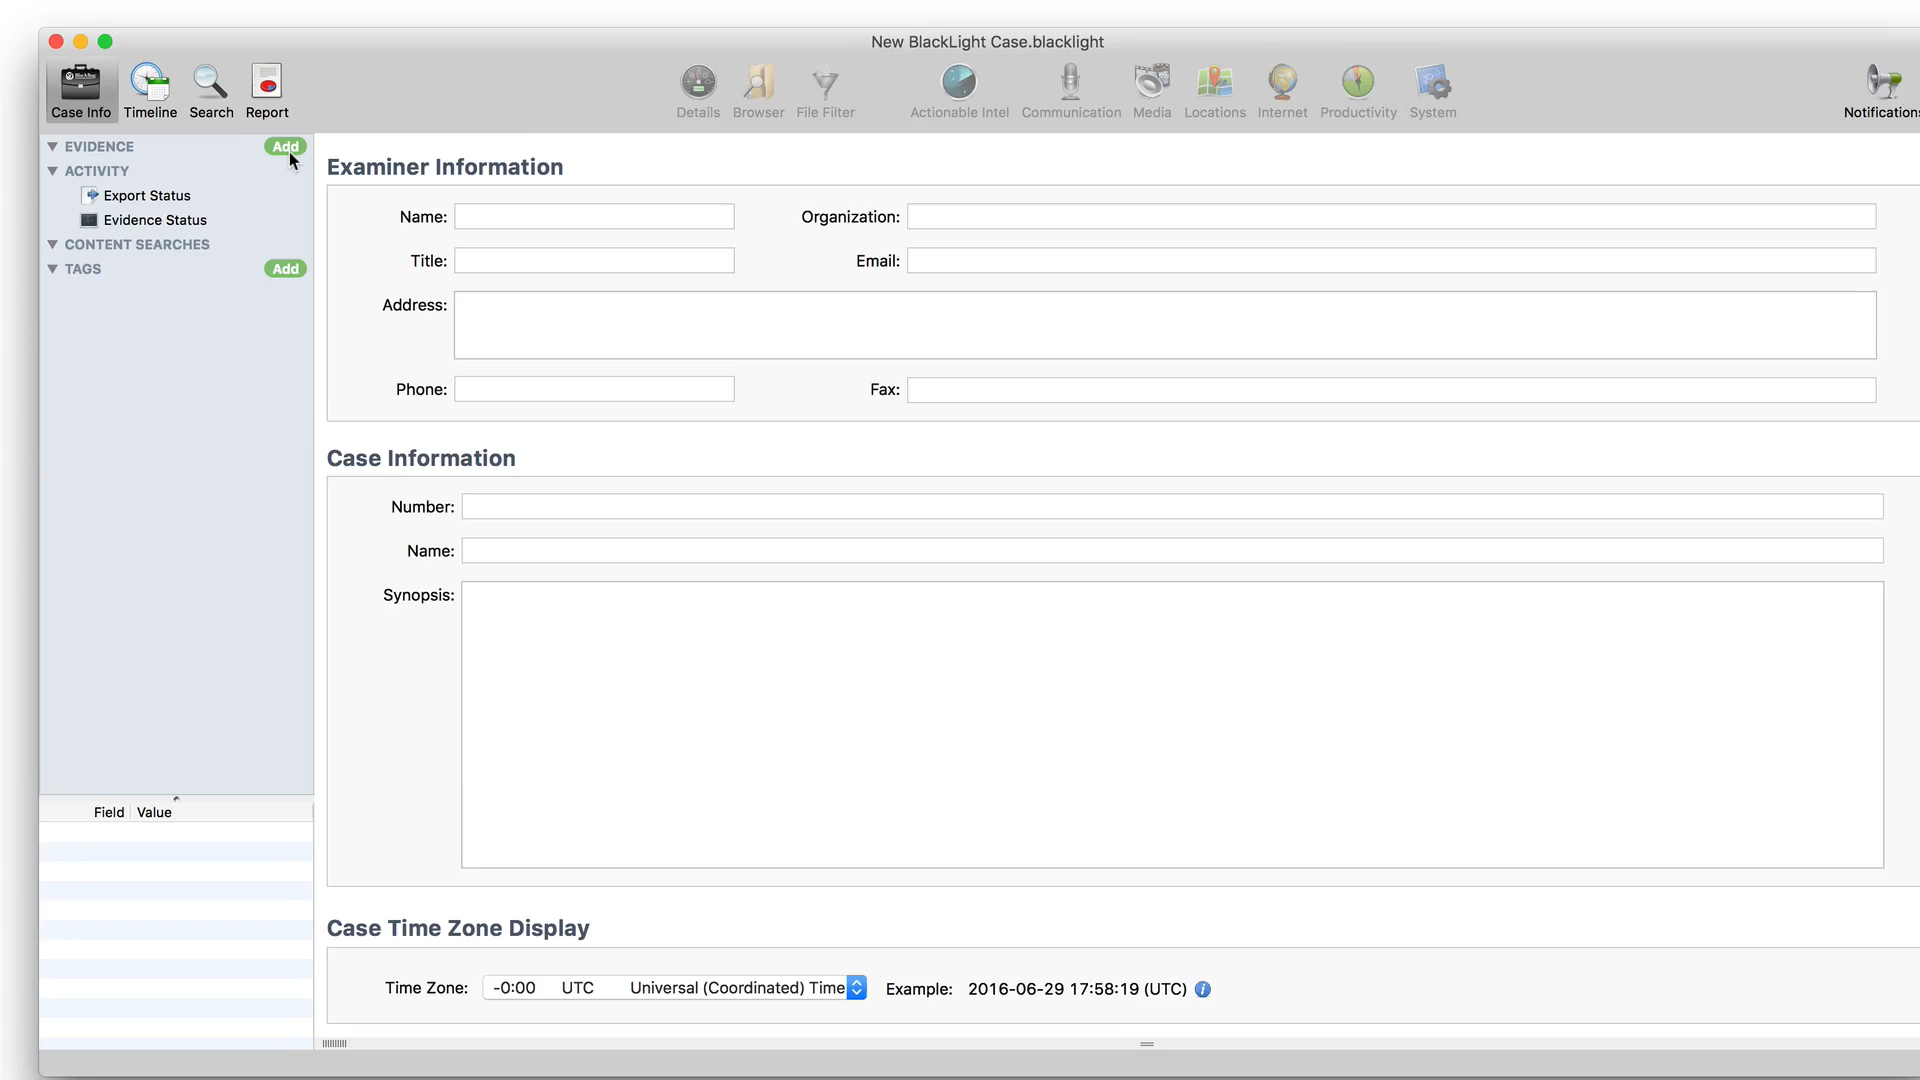 New BlackLight Case.blacklight
Case Info Timeline Search Report Details Browser File Filter Actionable Intel Communication Media Locations Internet Productivity System Notifications
EVIDENCE Add
ACTIVITY
Export Status
Evidence Status
CONTENT SEARCHES
TAGS Add
Field Value
Examiner Information
Name: Organization:
Title: Email:
Address:
Phone: Fax:
Case Information
Number:
Name:
Synopsis:
Case Time Zone Display
Time Zone: -0:00 UTC Universal (Coordinated) Time Example: 2016-06-29 17:58:19 (UTC)